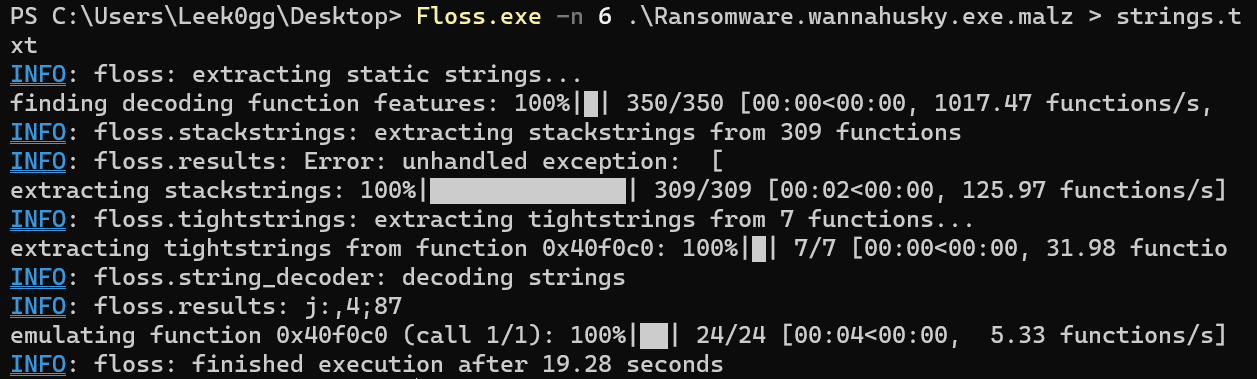 PS C:\Users\Leek0gg\Desktop> Floss.exe -n 6 .\Ransomware.wannahusky.exe.malz > strings.t
xt
INFO: floss: extracting static strings...
finding decoding function features: 100%|█| 350/350 [00:00<00:00, 1017.47 functions/s,
INFO: floss.stackstrings: extracting stackstrings from 309 functions
INFO: floss.results: Error: unhandled exception:  [
extracting stackstrings: 100%|██████████████| 309/309 [00:02<00:00, 125.97 functions/s]
INFO: floss.tightstrings: extracting tightstrings from 7 functions...
extracting tightstrings from function 0x40f0c0: 100%|█| 7/7 [00:00<00:00, 31.98 functio
INFO: floss.string_decoder: decoding strings
INFO: floss.results: j:,4;87
emulating function 0x40f0c0 (call 1/1): 100%|██| 24/24 [00:04<00:00,  5.33 functions/s]
INFO: floss: finished execution after 19.28 seconds